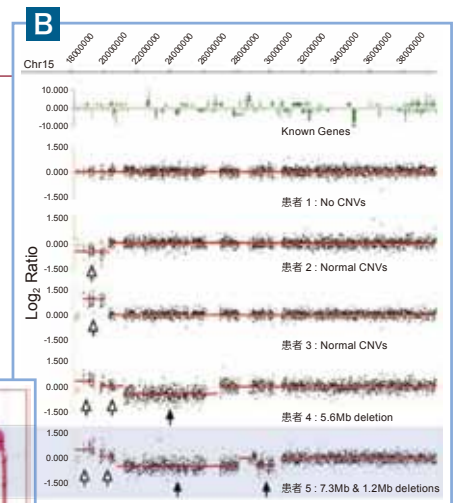 B
18000000 20000000 22000000 24000000 26000000 28000000 30000000 32000000 34000000 36000000 38000000
Chr15
10.000
0.000
-10.000
Known Genes
1.500
0.000
-1.500
患者 1 : No CNVs
1.500
0.000
-1.500
患者 2 : Normal CNVs
1.500
0.000
-1.500
患者 3 : Normal CNVs
1.500
0.000
-1.500
患者 4 : 5.6Mb deletion
1.500
0.000
-1.500
患者 5 : 7.3Mb & 1.2Mb deletions
Log2 Ratio